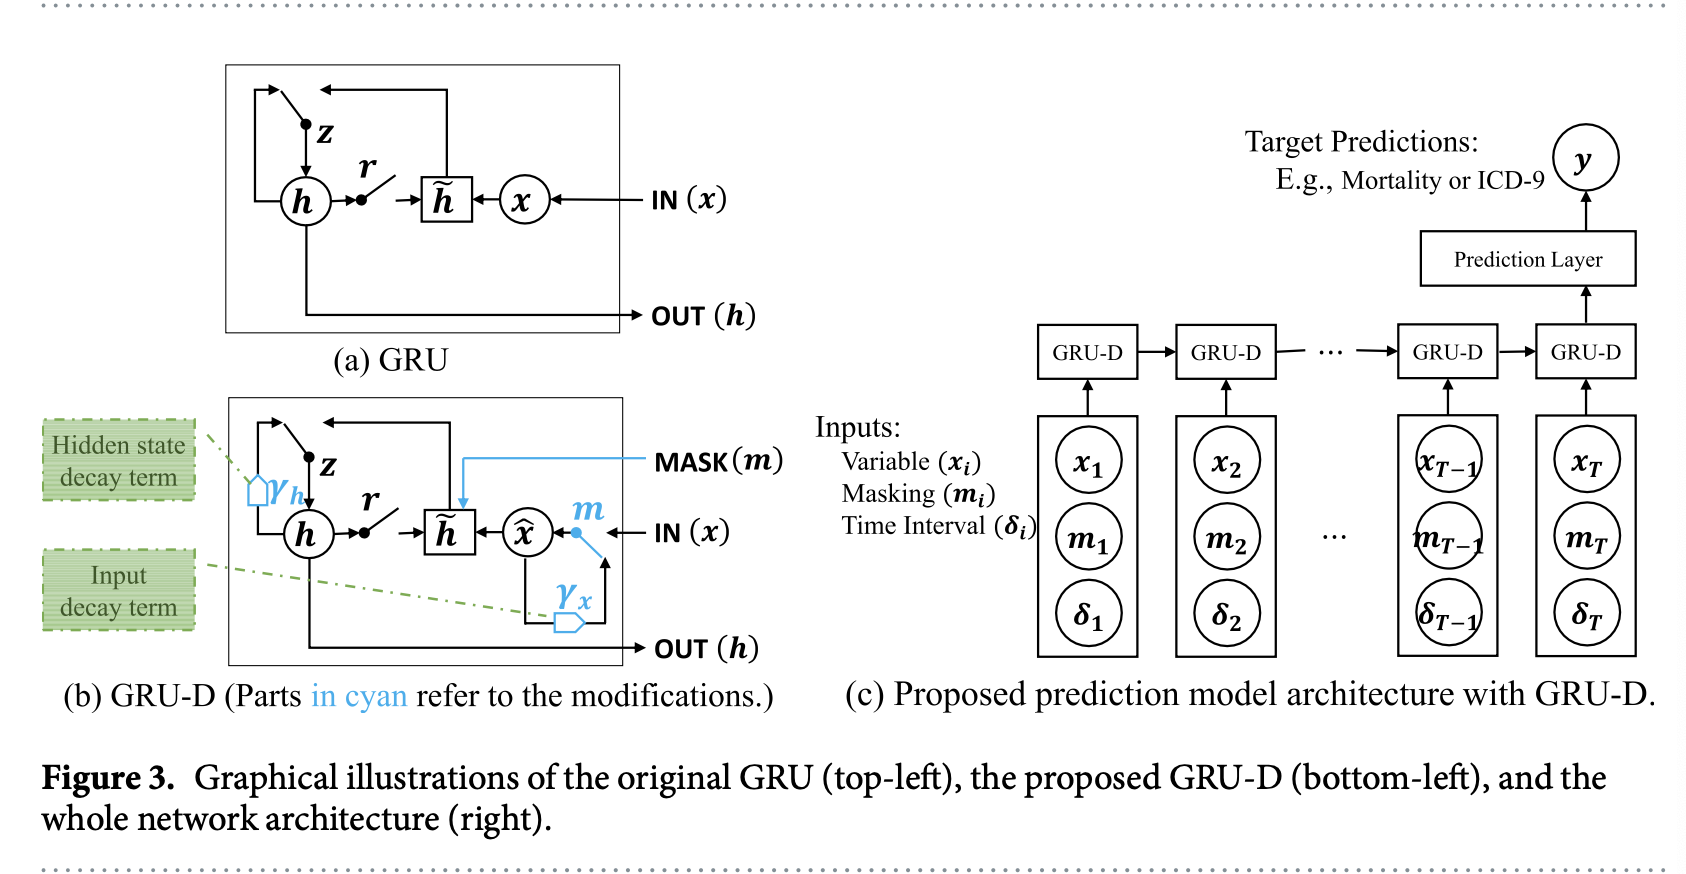 z
r
h
h̃
x
IN (x)
OUT (h)
(a) GRU
Hidden state
decay term
Input
decay term
z
γh
r
h
h̃
x̂
m
γx
MASK (m)
IN (x)
OUT (h)
(b) GRU-D (Parts in cyan refer to the modifications.)
Target Predictions:
E.g., Mortality or ICD-9
y
Prediction Layer
GRU-D GRU-D ... GRU-D GRU-D
Inputs:
Variable (xi)
Masking (mi)
Time Interval (δi)
x1 x2 xT−1 xT
m1 m2 ... mT−1 mT
δ1 δ2 δT−1 δT
(c) Proposed prediction model architecture with GRU-D.
Figure 3. Graphical illustrations of the original GRU (top-left), the proposed GRU-D (bottom-left), and the
whole network architecture (right).